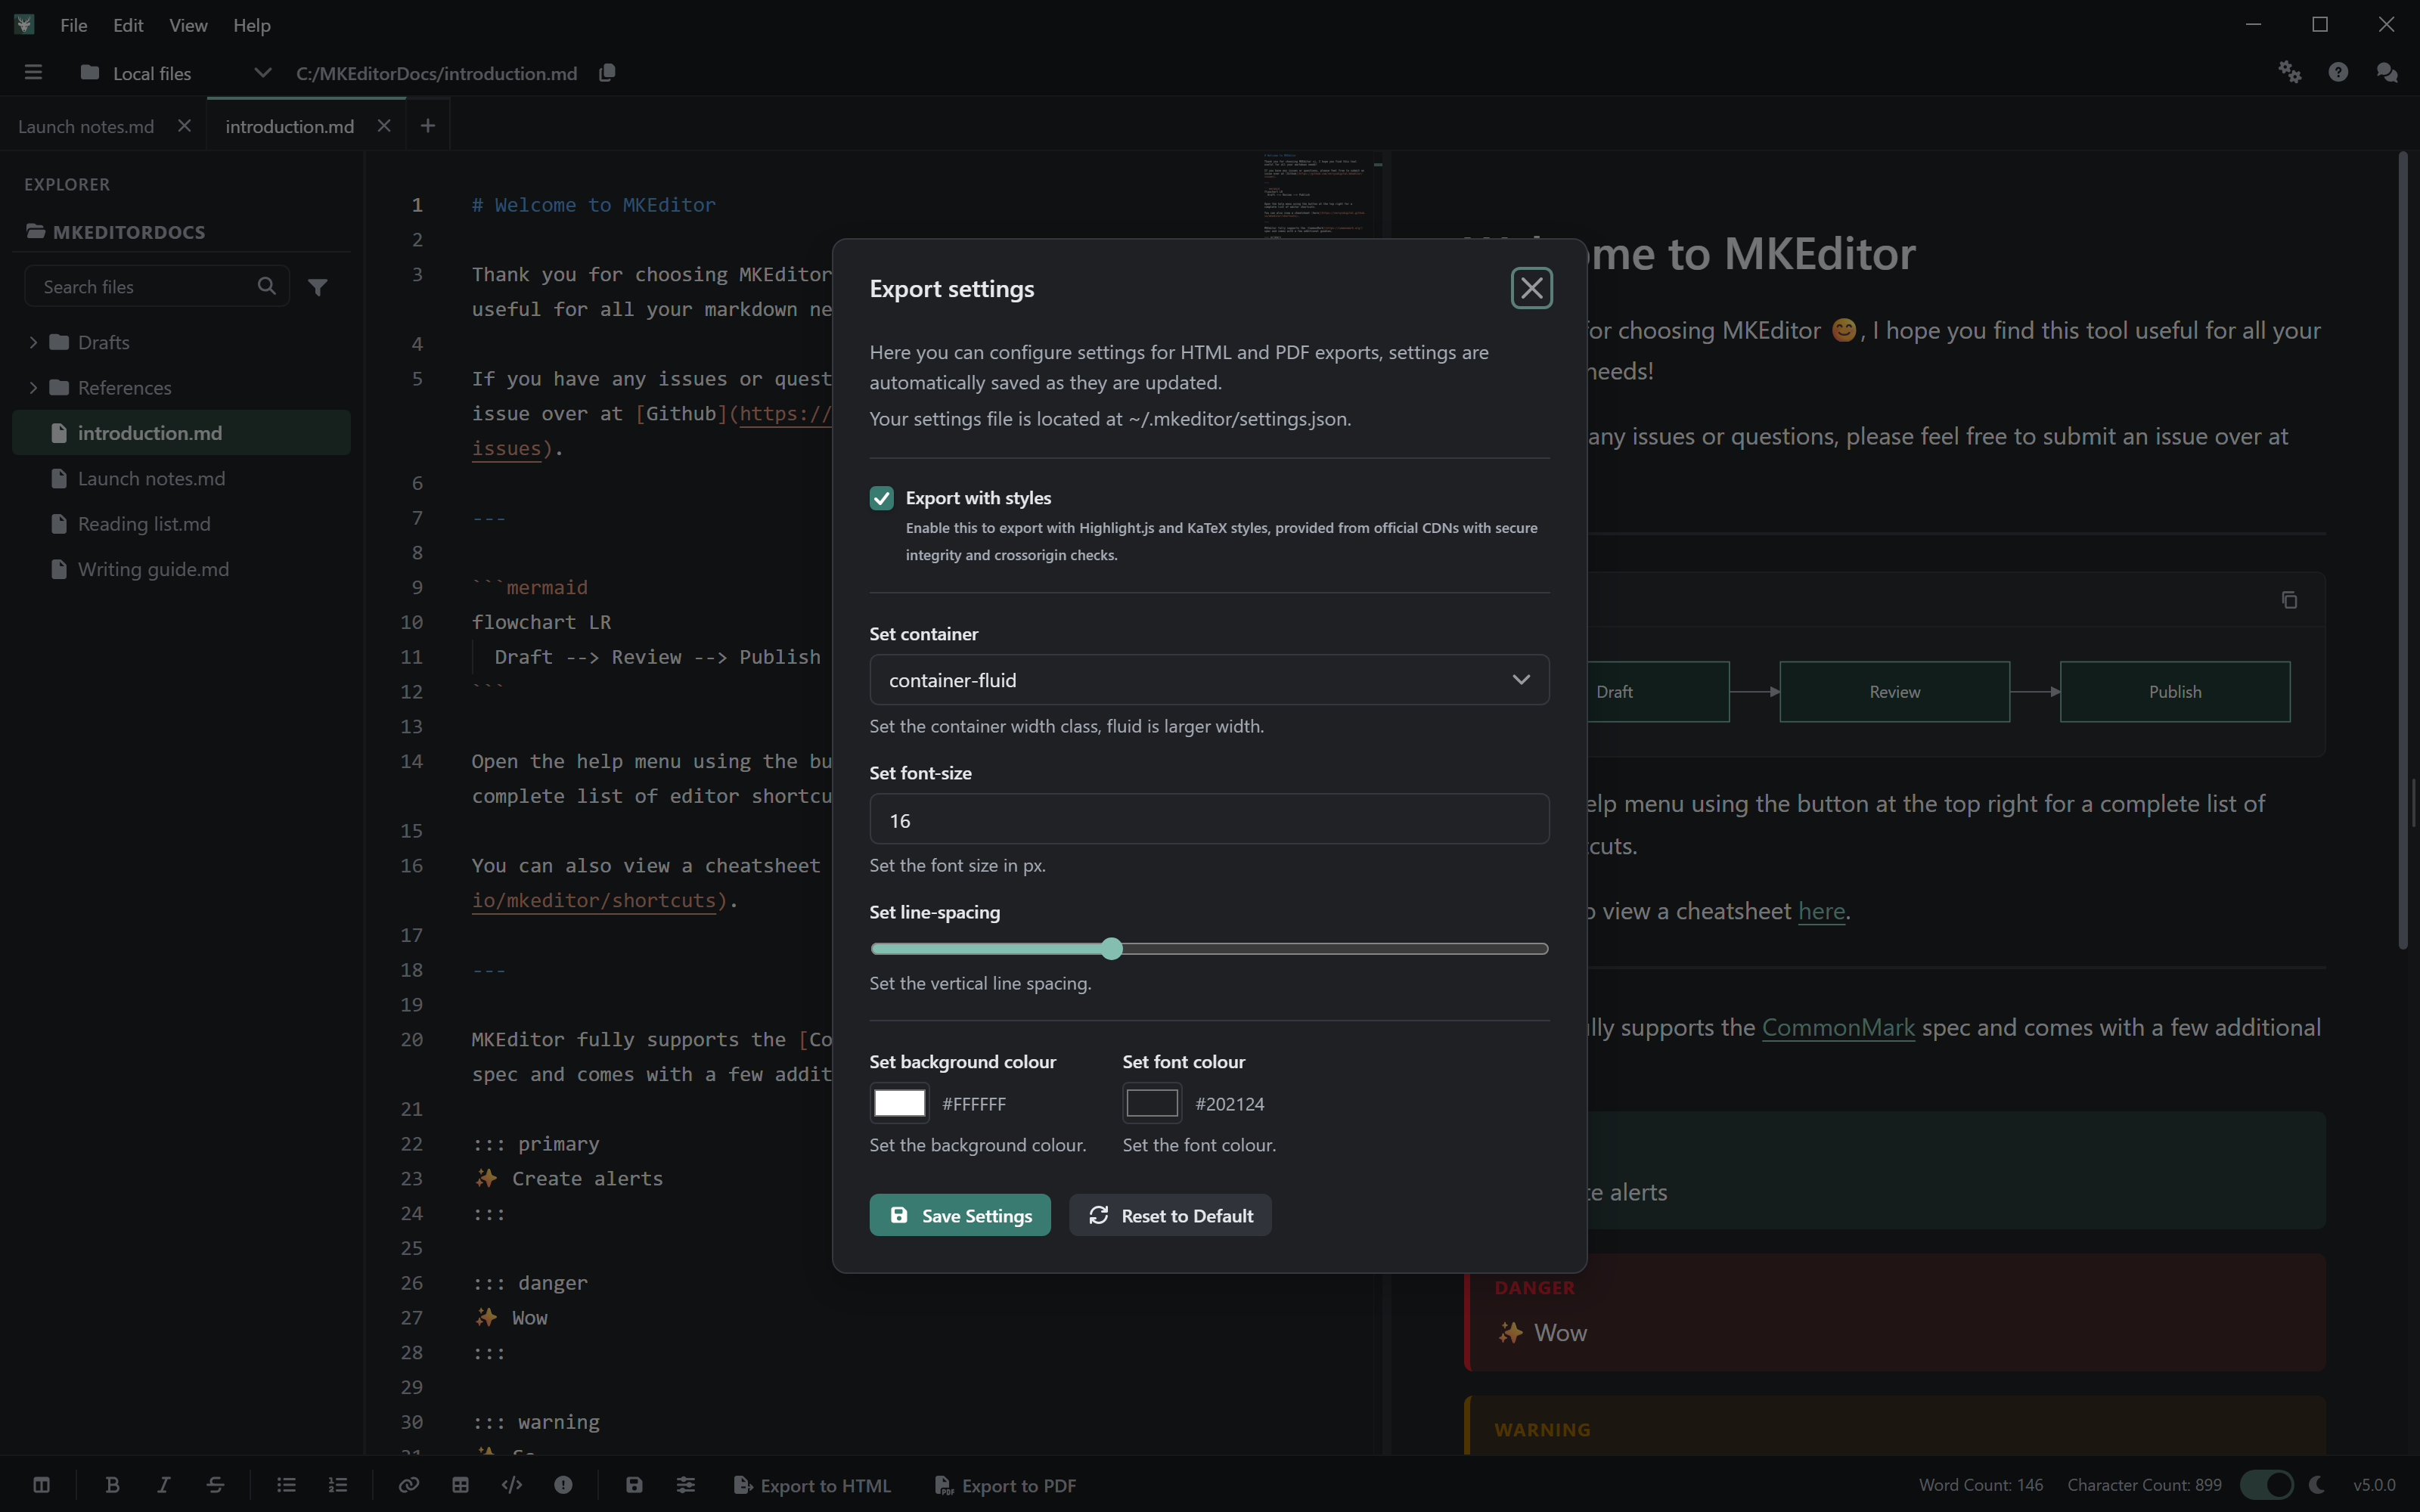 File Edit View Help
Local files C:/MKEditorDocs/introduction.md
Launch notes.md introduction.md
EXPLORER
MKEDITORDOCS
Search files
Drafts
References
introduction.md
Launch notes.md
Reading list.md
Writing guide.md
1 # Welcome to MKEditor
2
3 Thank you for choosing MKEditor
useful for all your markdown ne
4
5 If you have any issues or quest
issue over at [Github](https://
issues).
6
7 ---
8
9 ```mermaid
10 flowchart LR
11 Draft --> Review --> Publish
12 ```
13
14 Open the help menu using the bu
complete list of editor shortcu
15
16 You can also view a cheatsheet
io/mkeditor/shortcuts).
17
18 ---
19
20 MKEditor fully supports the [Co
spec and comes with a few addit
21
22 ::: primary
23 ✨ Create alerts
24 :::
25
26 ::: danger
27 ✨ Wow
28 :::
29
30 ::: warning
Export settings
Here you can configure settings for HTML and PDF exports, settings are
automatically saved as they are updated.
Your settings file is located at ~/.mkeditor/settings.json.
Export with styles
Enable this to export with Highlight.js and KaTeX styles, provided from official CDNs with secure
integrity and crossorigin checks.
Set container
container-fluid
Set the container width class, fluid is larger width.
Set font-size
16
Set the font size in px.
Set line-spacing
Set the vertical line spacing.
Set background colour Set font colour
#FFFFFF #202124
Set the background colour. Set the font colour.
Save Settings Reset to Default
me to MKEditor
or choosing MKEditor 😊, I hope you find this tool useful for all your
needs!
any issues or questions, please feel free to submit an issue over at
Draft Review Publish
elp menu using the button at the top right for a complete list of
cuts.
o view a cheatsheet here.
lly supports the CommonMark spec and comes with a few additional
te alerts
DANGER
✨ Wow
WARNING
Export to HTML Export to PDF
Word Count: 146 Character Count: 899 v5.0.0